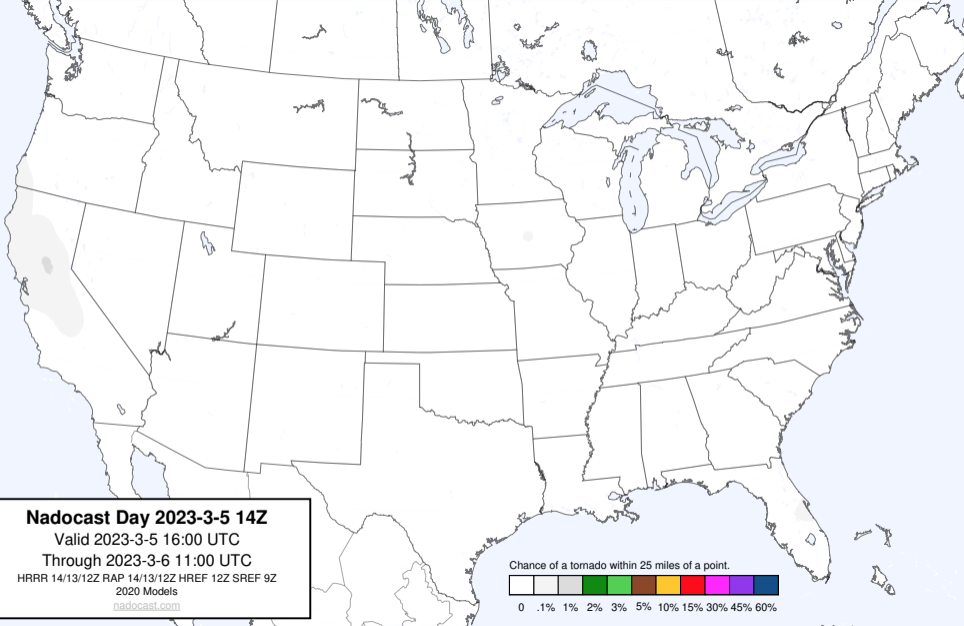 Nadocast Day 2023-3-5 14Z
Valid 2023-3-5 16:00 UTC
Through 2023-3-6 11:00 UTC
HRRR 14/13/12Z RAP 14/13/12Z HREF 12Z SREF 9Z
2020 Models
nadocast.com
Chance of a tornado within 25 miles of a point.
0 .1% 1% 2% 3% 5% 10% 15% 30% 45% 60%